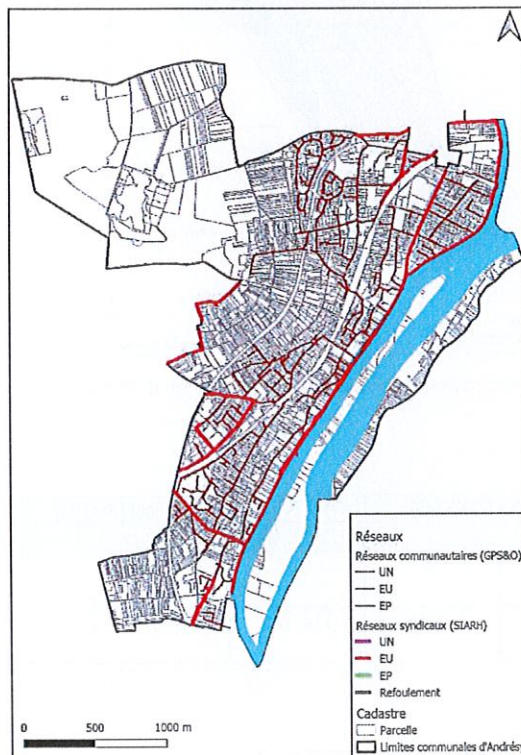 Réseaux
Réseaux communautaires (GPS&O)
UN
EU
EP
Réseaux syndicaux (SIARH)
UN
EU
EP
Refoulement
Cadastre
Parcelle
Limites communales d'Andrésy
0 500 1000 m